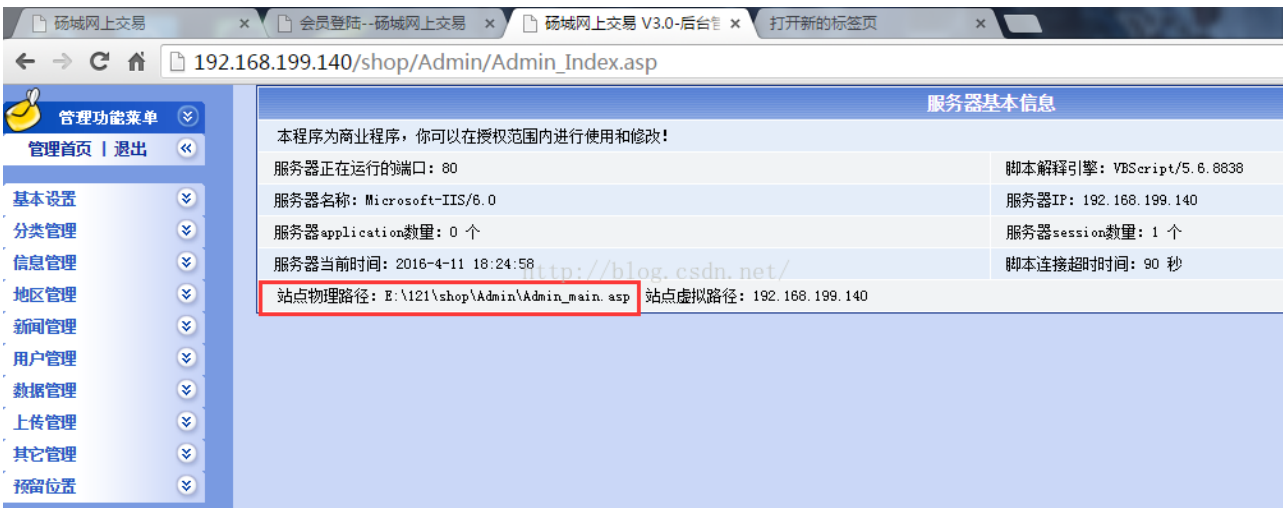 砀城网上交易 × 会员登陆--砀城网上交易 × 砀城网上交易 V3.0-后台管 × 打开新的标签页 ×
192.168.199.140/shop/Admin/Admin_Index.asp
管理功能菜单
管理首页 | 退出
基本设置
分类管理
信息管理
地区管理
新闻管理
用户管理
数据管理
上传管理
其它管理
预留位置
服务器基本信息
本程序为商业程序，你可以在授权范围内进行使用和修改!
服务器正在运行的端口: 80 脚本解释引擎: VBScript/5.6.8838
服务器名称: Microsoft-IIS/6.0 服务器IP: 192.168.199.140
服务器application数量: 0 个 服务器session数量: 1 个
服务器当前时间: 2016-4-11 18:24:58 脚本连接超时时间: 90 秒
http://blog.csdn.net/
站点物理路径: E:\121\shop\Admin\Admin_main.asp 站点虚拟路径: 192.168.199.140